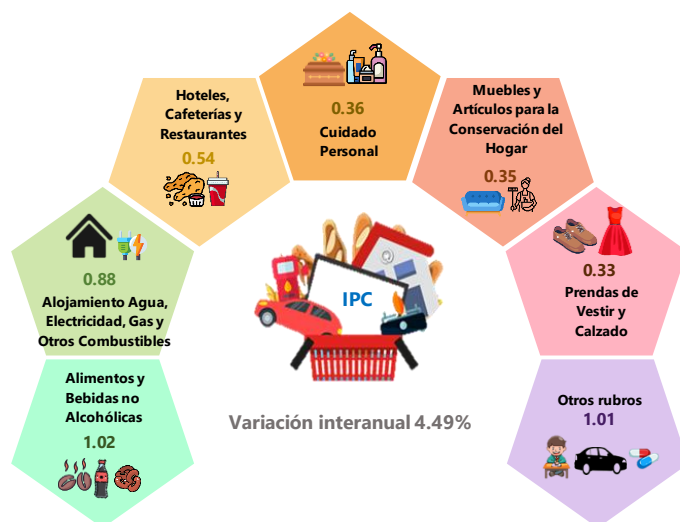 0.36
Cuidado
Personal
Hoteles,
Cafeterías y
Restaurantes
0.54
Muebles y
Artículos para la
Conservación del
Hogar
0.35
0.88
Alojamiento Agua,
Electricidad, Gas y
Otros Combustibles
IPC
0.33
Prendas de
Vestir y
Calzado
Alimentos y
Bebidas no
Alcohólicas
1.02
Variación interanual 4.49%
Otros rubros
1.01